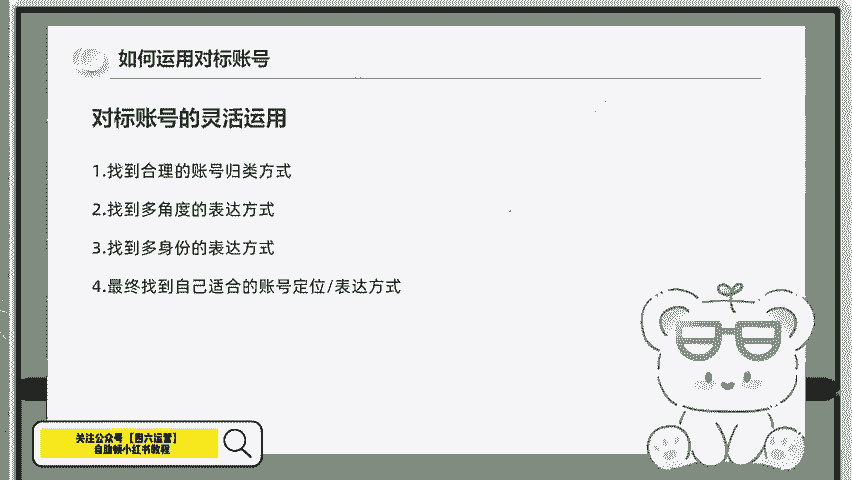 如何运用对标账号
对标账号的灵活运用
1.找到合理的账号归类方式
2.找到多角度的表达方式
3.找到多身份的表达方式
4.最终找到自己适合的账号定位/表达方式
关注公众号【四六运营】
自助领小红书教程